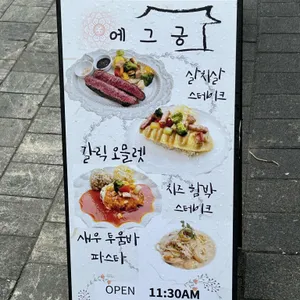 에그궁
살치살
스테이크
갈릭 오믈렛
치즈 함박
스테이크
새우 투움바
파스타
OPEN 11:30AM